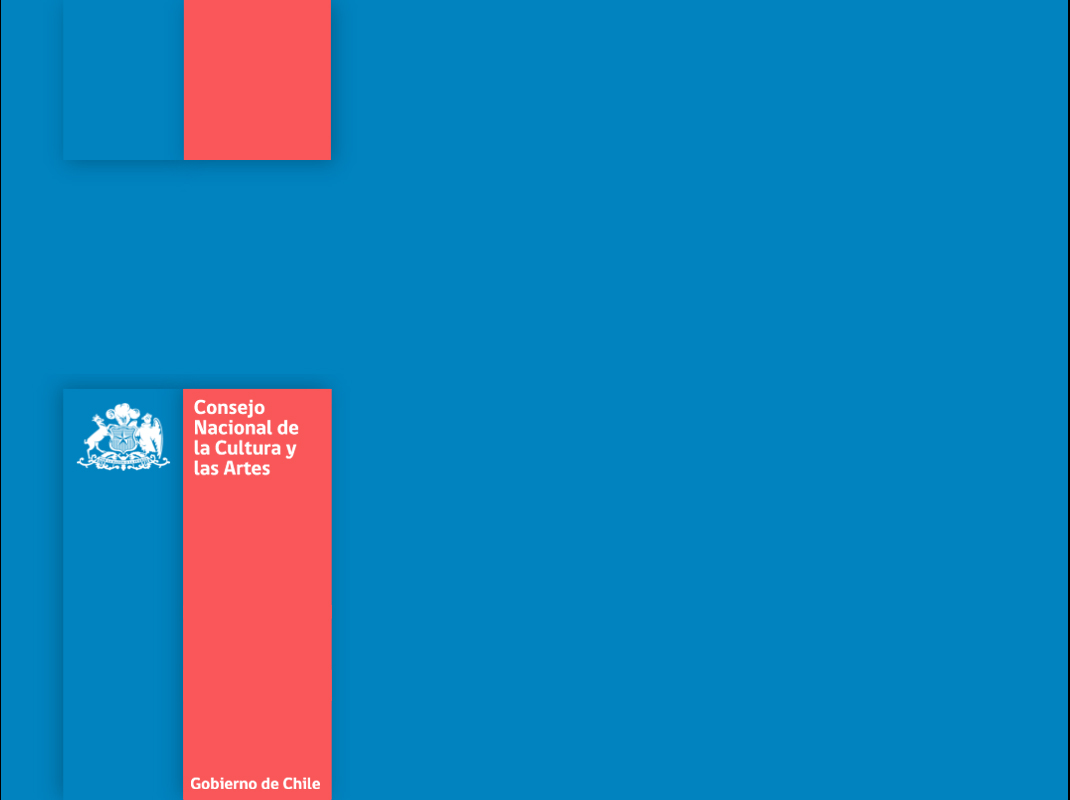 Consejo
Nacional de
la Cultura y
las Artes
Gobierno de Chile